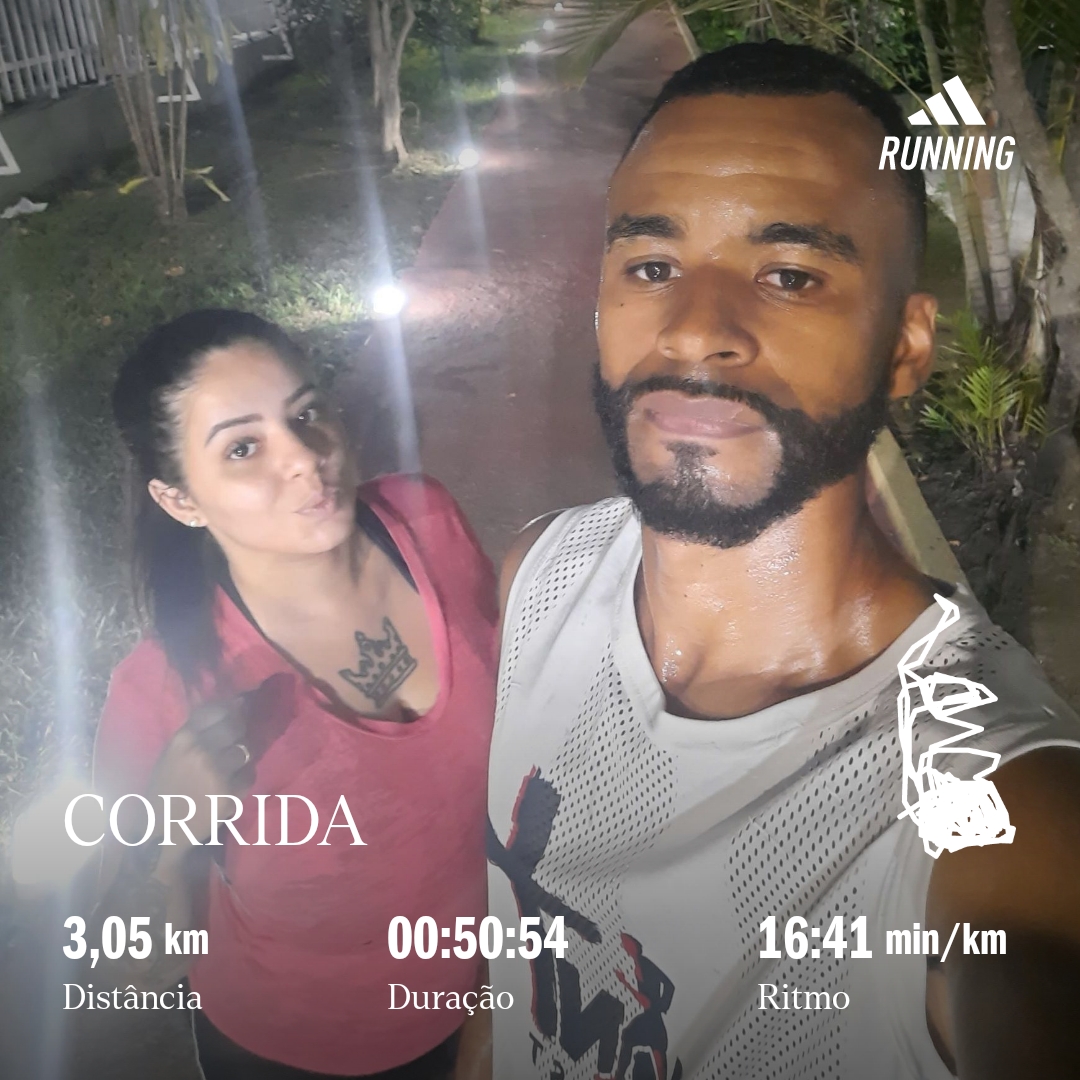 RUNNING
CORRIDA
3,05 km
00:50:54
16:41 min/km
Distância
Duração
Ritmo